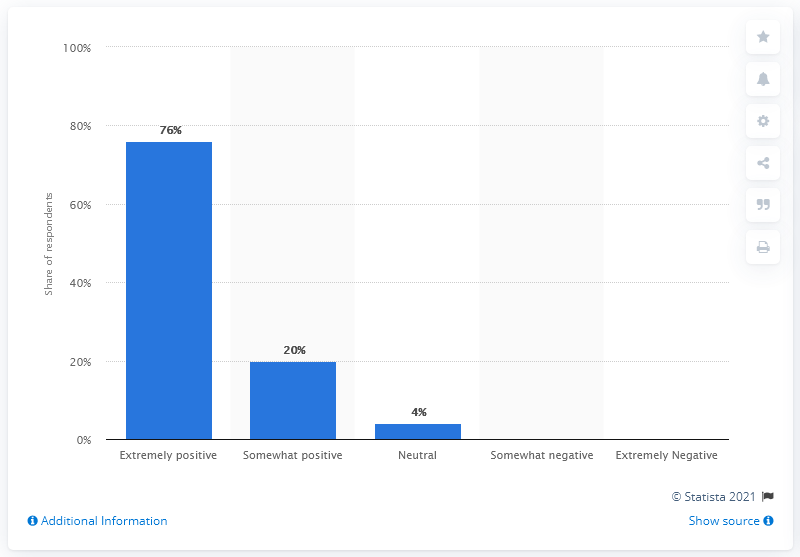 100%
80%
60%
40%
20%
0%
Share of respondents
76%
20%
4%
Extremely positive
Somewhat positive
Neutral
Somewhat negative
Extremely Negative
© Statista 2021
Additional Information
Show source